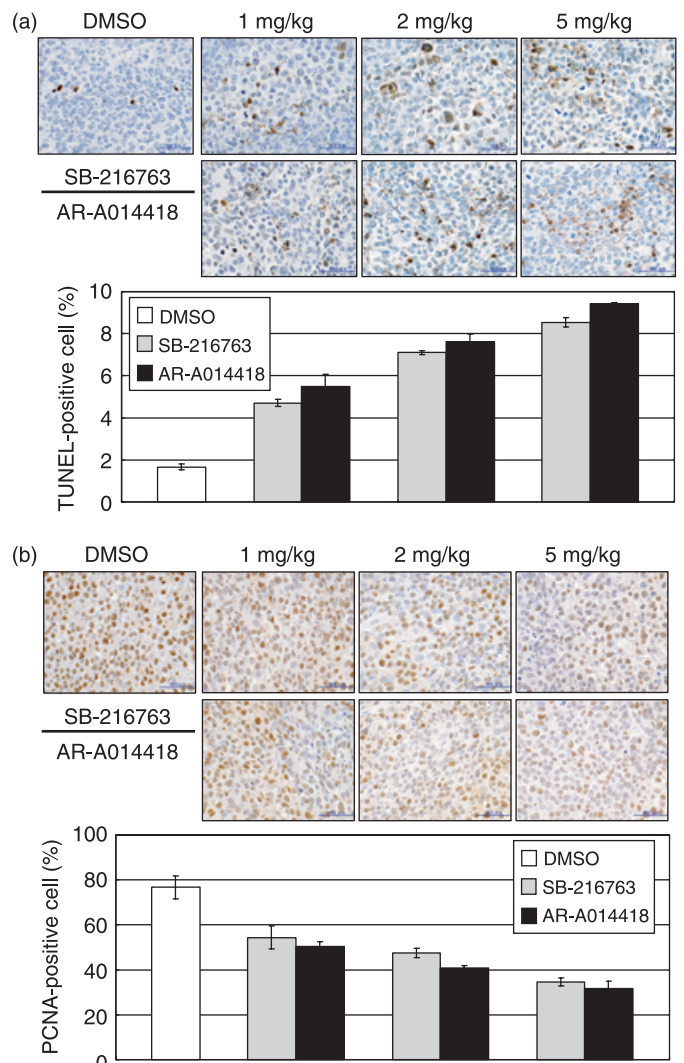 (a)
DMSO 1 mg/kg 2 mg/kg 5 mg/kg
SB-216763
AR-A014418
TUNEL-positive cell (%)
10
8
6
4
2
0
DMSO
SB-216763
AR-A014418
(b)
DMSO 1 mg/kg 2 mg/kg 5 mg/kg
SB-216763
AR-A014418
PCNA-positive cell (%)
100
80
60
40
20
0
DMSO
SB-216763
AR-A014418